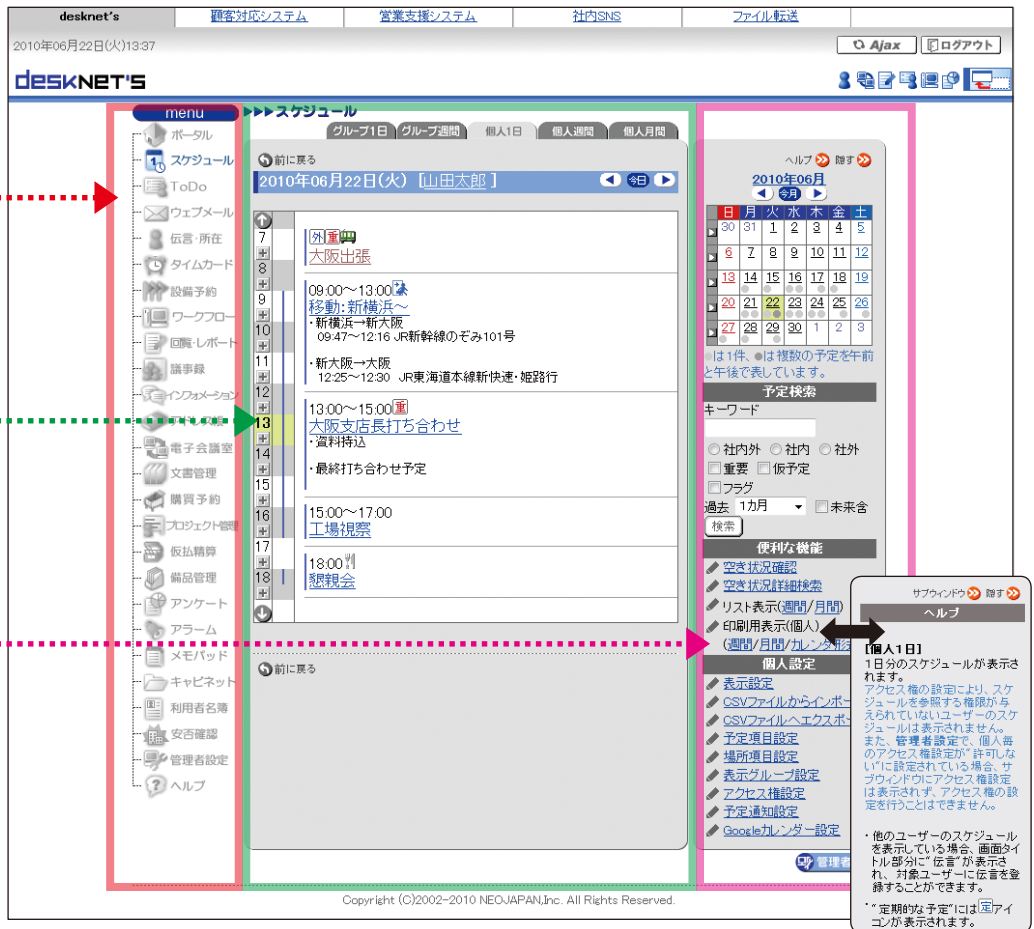 desknet's
顧客対応システム
営業支援システム
社内SNS
ファイル転送
2010年06月22日(火)13:37
Ajax
ログアウト
DESKNET'S
menu
ポータル
スケジュール
ToDo
ウェブメール
伝言・所在
タイムカード
設備予約
ワークフロー
回覧・レポート
議事録
インフォメーション
アドレス帳
電子会議室
文書管理
購買予約
プロジェクト管理
仮払精算
備品管理
アンケート
アラーム
メモパッド
キャビネット
利用者名簿
安否確認
管理者設定
ヘルプ
▶▶▶スケジュール
グループ1日 グループ週間 個人1日 個人週間 個人月間
前に戻る
2010年06月22日(火) [山田太郎 ]
今日
7
8
9
10
11
12
13
14
15
16
17
18
外 重
大阪出張
09:00〜13:00
移動:新横浜〜
・新横浜→新大阪
09:47〜12:16 JR新幹線のぞみ101号
・新大阪→大阪
12:25〜12:30 JR東海道本線新快速・姫路行
13:00〜15:00 重
大阪支店長打ち合わせ
・資料持込
・最終打ち合わせ予定
15:00〜17:00
工場視察
18:00
懇親会
前に戻る
ヘルプ 隠す
2010年06月
今月
日 月 火 水 木 金 土
30 31 1 2 3 4 5
6 7 8 9 10 11 12
13 14 15 16 17 18 19
20 21 22 23 24 25 26
27 28 29 30 1 2 3
●は1件、●は複数の予定を午前
と午後で表しています。
予定検索
キーワード
社内外 社内 社外
重要 仮予定
フラグ
過去 1カ月 未来含
検索
便利な機能
空き状況確認
空き状況詳細検索
リスト表示(週間/月間)
印刷用表示(個人)
(週間/月間/カレンダ形
個人設定
表示設定
CSVファイルからインポー
CSVファイルへエクスポ
予定項目設定
場所項目設定
表示グループ設定
アクセス権設定
予定通知設定
Googleカレンダー設定
管理者
サブウィンドウ 隠す
ヘルプ
[個人1日]
1日分のスケジュールが表示さ
れます。
アクセス権の設定により、スケ
ジュールを参照する権限が与
えられていないユーザーのスケ
ジュールは表示されません。
また、管理者設定で、個人毎
のアクセス権設定が"許可しな
い"に設定されている場合、サ
ブウィンドウにアクセス権設定
は表示されず、アクセス権の設
定を行うことはできません。
・他のユーザーのスケジュール
を表示している場合、画面タイ
トル部分に"伝言"が表示さ
れ、対象ユーザーに伝言を登
録することができます。
・"定期的な予定"には定アイ
コンが表示されます。
Copyright (C)2002-2010 NEOJAPAN,Inc. All Rights Reserved.